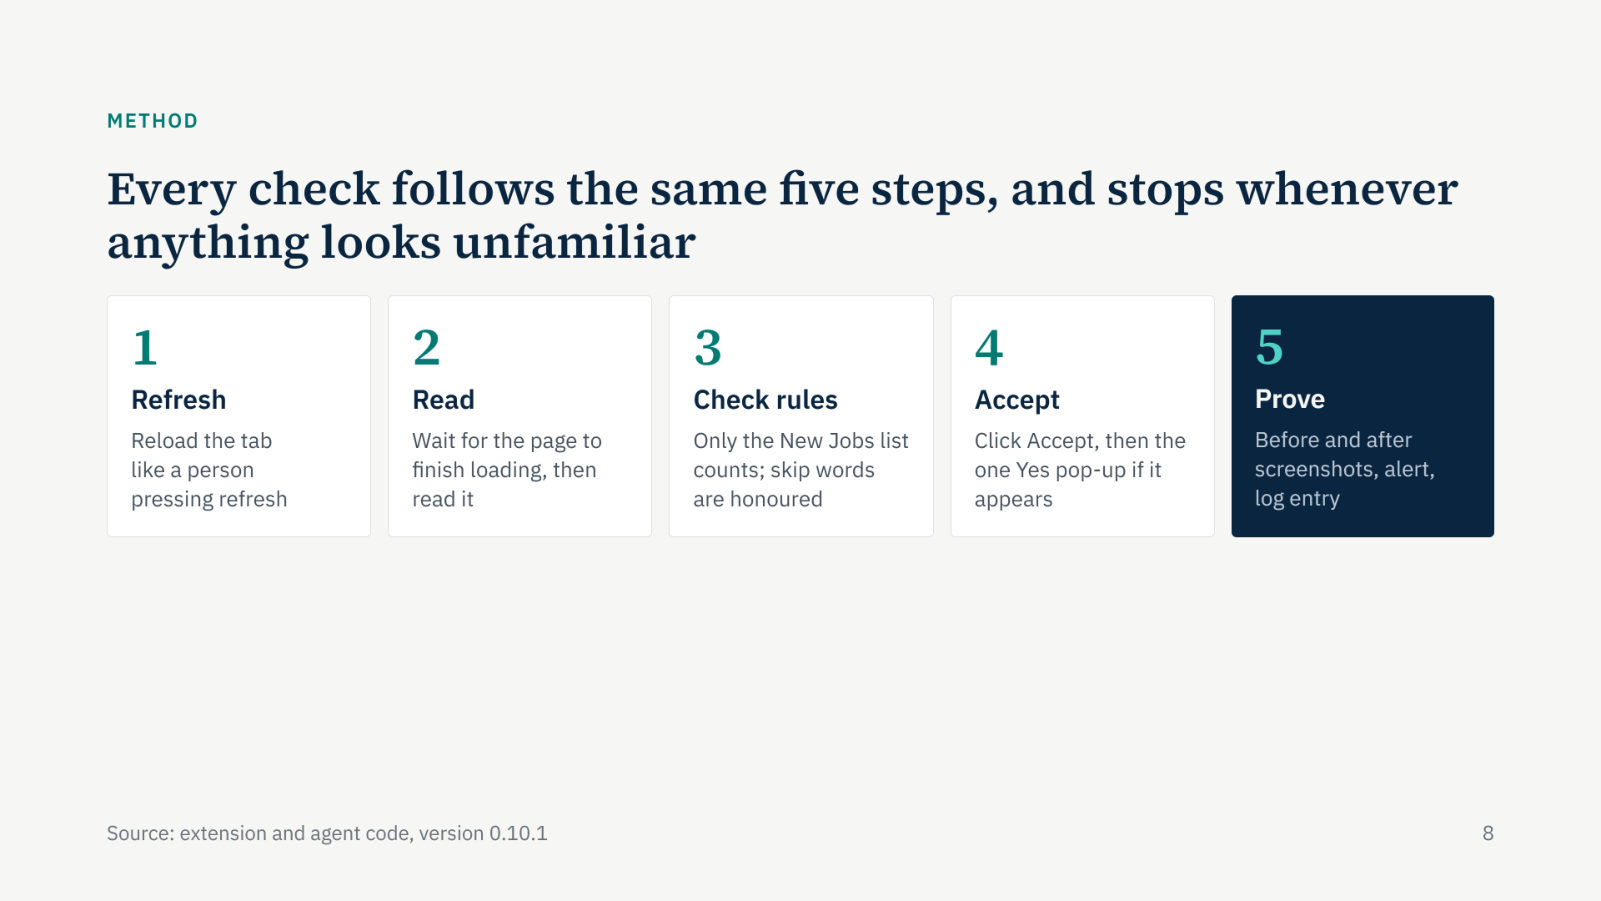 METHOD
Every check follows the same five steps, and stops whenever
anything looks unfamiliar
1
Refresh
Reload the tab
like a person
pressing refresh
2
Read
Wait for the page to
finish loading, then
read it
3
Check rules
Only the New Jobs list
counts; skip words
are honoured
4
Accept
Click Accept, then the
one Yes pop-up if it
appears
5
Prove
Before and after
screenshots, alert,
log entry
Source: extension and agent code, version 0.10.1
8